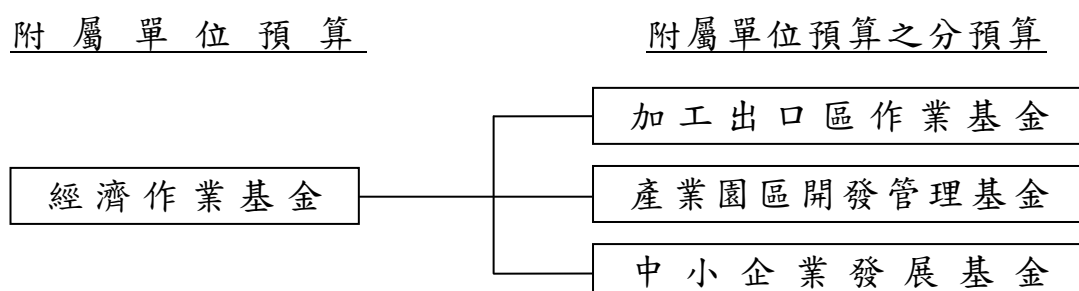 附屬單位預算
附屬單位預算之分預算
經濟作業基金
加工出口區作業基金
產業園區開發管理基金
中小企業發展基金